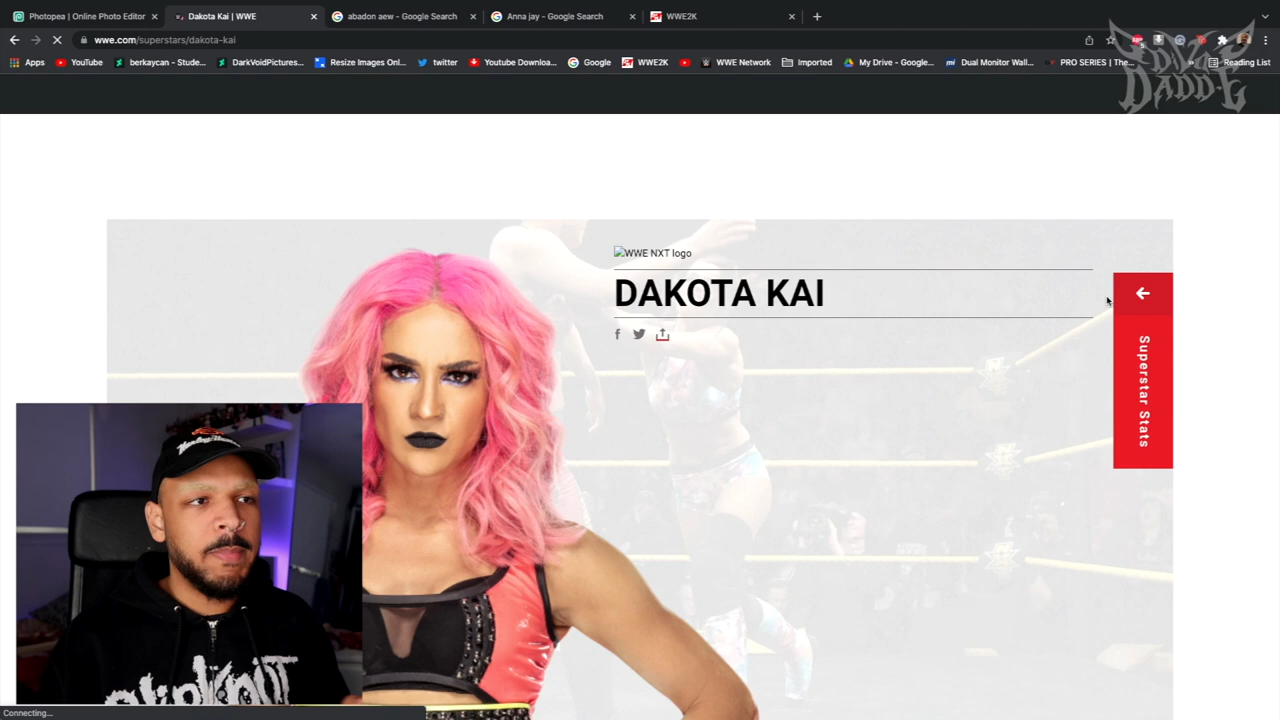 Photopea | Online Photo Editor
Dakota Kai | WWE
abadon aew - Google Search
Anna jay - Google Search
WWE2K
wwe.com/superstars/dakota-kai
Apps
YouTube
berkaycan - Stude...
DarkVoidPictures...
Resize Images Onl...
twitter
Youtube Downloa...
Google
WWE2K
WWE Network
Imported
My Drive - Google...
Dual Monitor Wall...
PRO SERIES | The...
»
Reading List
DADD-E
WWE NXT logo
DAKOTA KAI
Superstar Stats
Slipknot
Connecting...